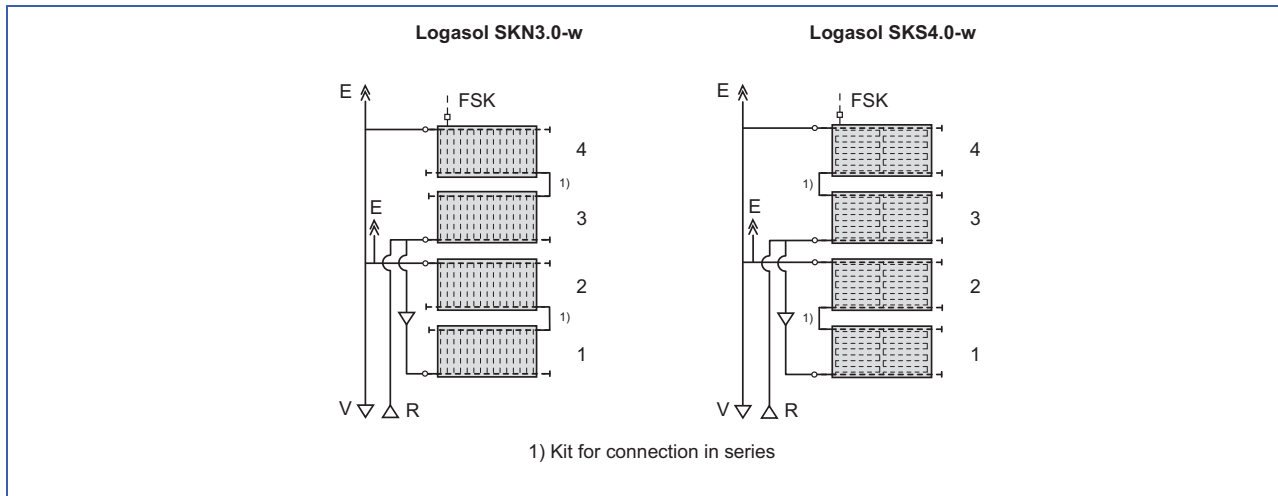 Logasol SKN3.0-w
Logasol SKS4.0-w
E
FSK
4
1)
3
E
2
1)
1
V
R
E
FSK
4
1)
3
E
2
1)
1
V
R
1) Kit for connection in series